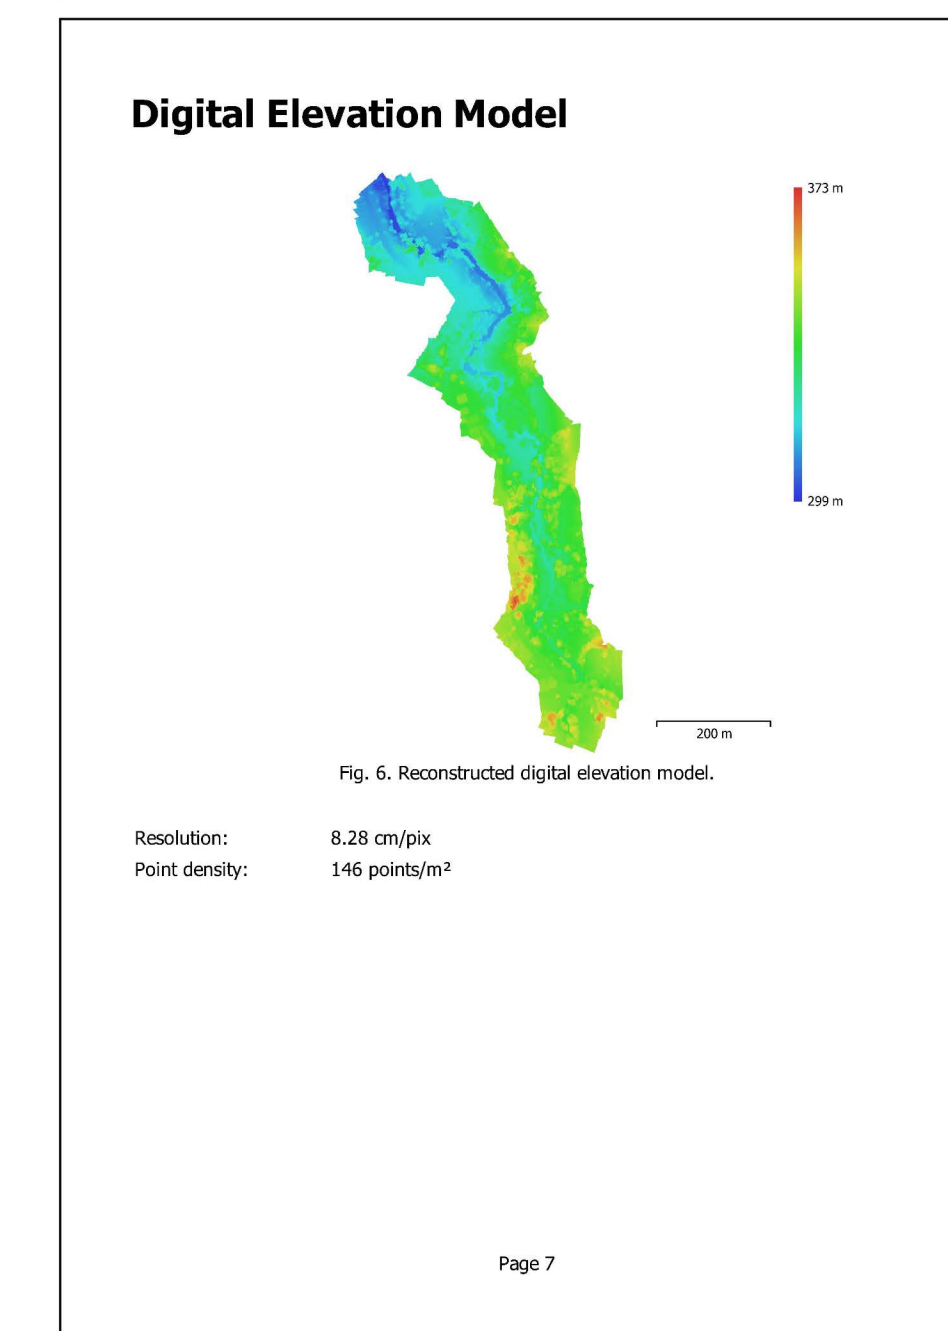 Digital Elevation Model
373 m
299 m
200 m
Fig. 6. Reconstructed digital elevation model.
Resolution: 8.28 cm/pix
Point density: 146 points/m²
Page 7